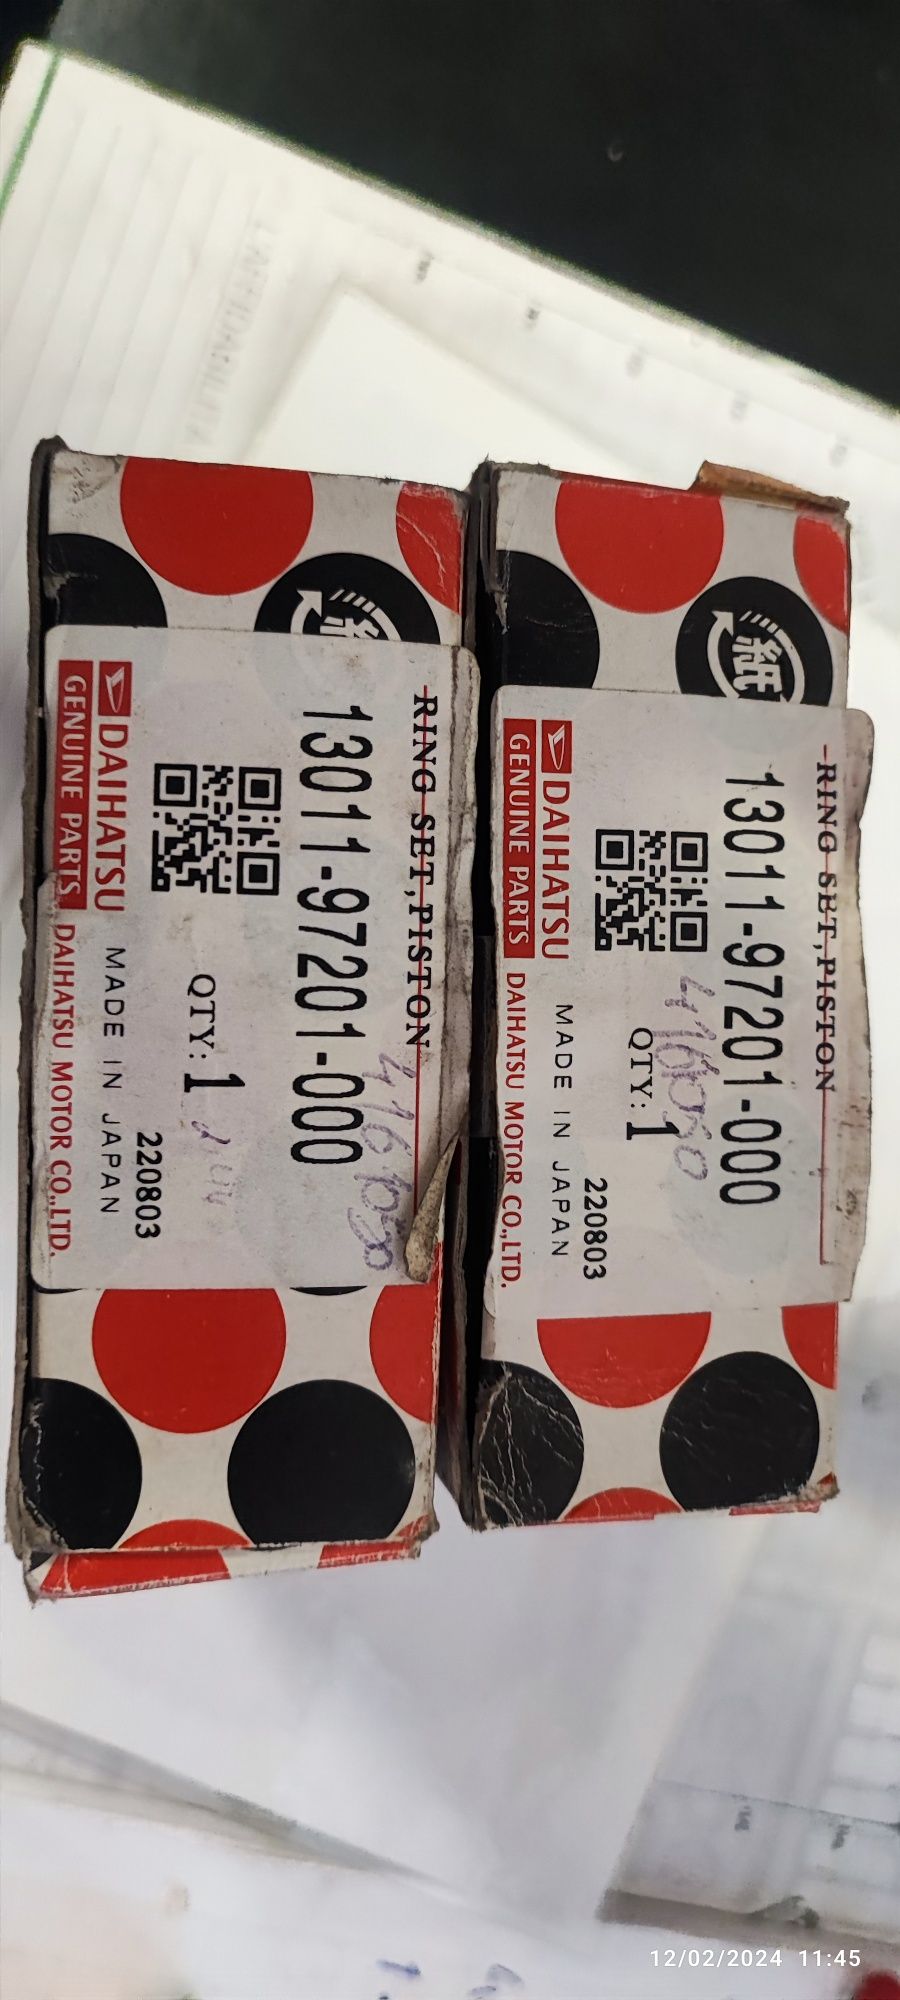 RING SET,PISTON
13011-97201-000
QTY: 1
220803
DAIHATSU MADE IN JAPAN
GENUINE PARTS DAIHATSU MOTOR CO.,LTD.
紙
RING SET,PISTON
13011-97201-000
QTY: 1
220803
DAIHATSU MADE IN JAPAN
GENUINE PARTS DAIHATSU MOTOR CO.,LTD.
12/02/2024 11:45